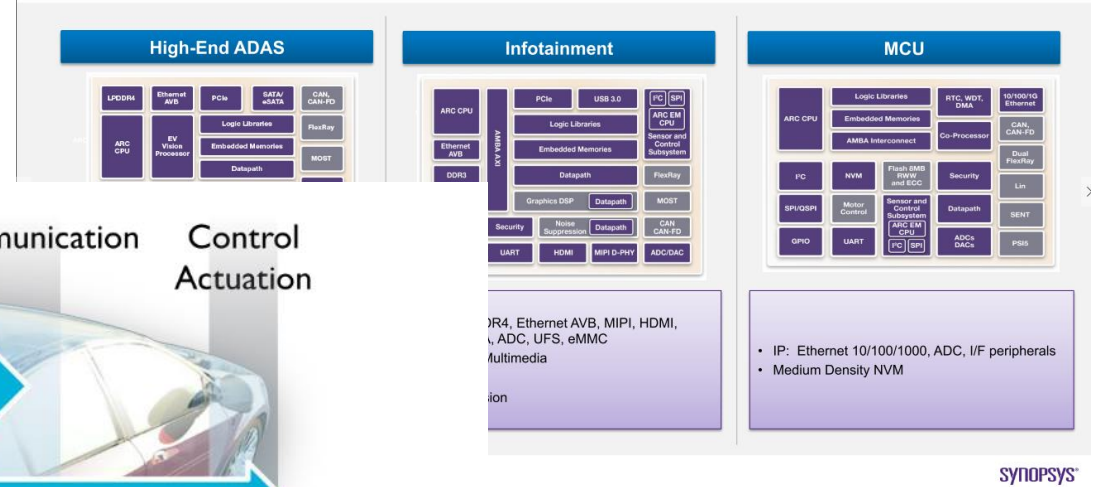 High-End ADAS
LPDDR4
Ethernet
AVB
PCIe
SATA/
eSATA
CAN,
CAN-FD
ARC
CPU
EV
Vision
Processor
Logic Libraries
Embedded Memories
Datapath
FlexRay
MOST
Infotainment
ARC CPU
Ethernet
AVB
DDR3
AMBA AXI
PCIe
USB 3.0
Logic Libraries
Embedded Memories
Datapath
Graphics DSP
Datapath
Security
Noise
Suppression
Datapath
UART
HDMI
MIPI D-PHY
ADC/DAC
I²C
SPI
ARC EM
CPU
Sensor and
Control
Subsystem
FlexRay
MOST
CAN
CAN-FD
MCU
ARC CPU
Logic Libraries
Embedded Memories
AMBA Interconnect
RTC, WDT,
DMA
Co-Processor
10/100/1G
Ethernet
CAN,
CAN-FD
Dual
FlexRay
I²C
NVM
Flash 8MB
RWW
and ECC
Security
Lin
SPI/QSPI
Motor
Control
Sensor and
Control
Subsystem
ARC EM
CPU
I²C
SPI
Datapath
SENT
GPIO
UART
ADCs
DACs
PSI5
munication
Control
Actuation
DR4, Ethernet AVB, MIPI, HDMI,
, ADC, UFS, eMMC
Multimedia
sion
• IP: Ethernet 10/100/1000, ADC, I/F peripherals
• Medium Density NVM
SYNOPSYS